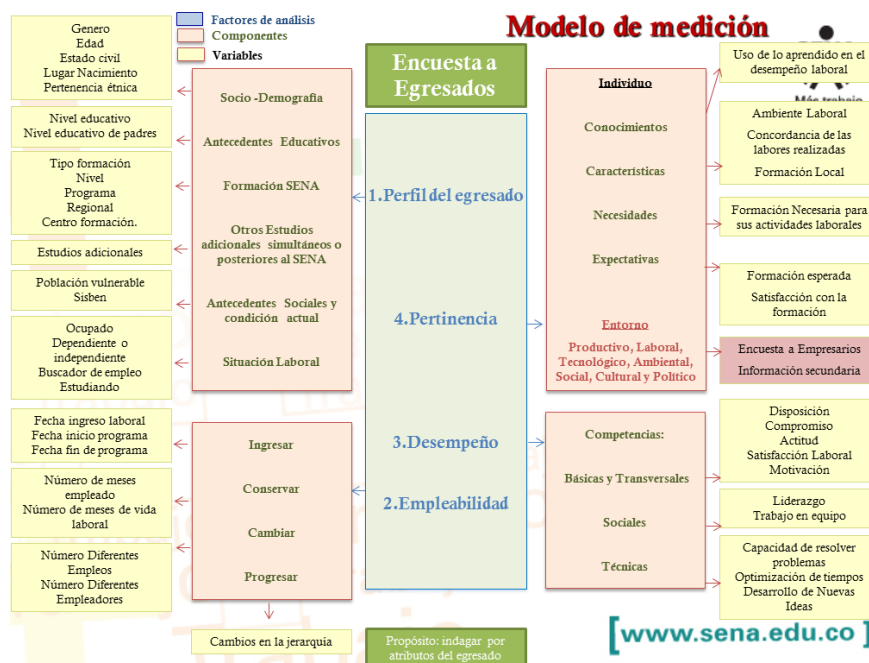 Modelo de medición
Factores de análisis
Componentes
Variables
Encuesta a
Egresados
Genero
Edad
Estado civil
Lugar Nacimiento
Pertenencia étnica
Nivel educativo
Nivel educativo de padres
Tipo formación
Nivel
Programa
Regional
Centro formación.
Estudios adicionales
Población vulnerable
Sisben
Ocupado
Dependiente o
independiente
Buscador de empleo
Estudiando
Socio -Demografía
Antecedentes Educativos
Formación SENA
Otros Estudios
adicionales simultáneos o
posteriores al SENA
Antecedentes Sociales y
condición actual
Situación Laboral
1.Perfil del egresado
4.Pertinencia
3.Desempeño
2.Empleabilidad
Individuo
Conocimientos
Características
Necesidades
Expectativas
Entorno
Productivo, Laboral,
Tecnológico, Ambiental,
Social, Cultural y Político
Uso de lo aprendido en el
desempeño laboral
Más trabajo
Ambiente Laboral
Concordancia de las
labores realizadas
Formación Local
Formación Necesaria para
sus actividades laborales
Formación esperada
Satisfacción con la
formación
Encuesta a Empresarios
Información secundaria
Fecha ingreso laboral
Fecha inicio programa
Fecha fin de programa
Número de meses
empleado
Número de meses de vida
laboral
Número Diferentes
Empleos
Número Diferentes
Empleadores
Ingresar
Conservar
Cambiar
Progresar
Cambios en la jerarquía
Competencias:
Básicas y Transversales
Sociales
Técnicas
Disposición
Compromiso
Actitud
Satisfacción Laboral
Motivación
Liderazgo
Trabajo en equipo
Capacidad de resolver
problemas
Optimización de tiempos
Desarrollo de Nuevas
Ideas
Propósito: indagar por
atributos del egresado
[www.sena.edu.co]